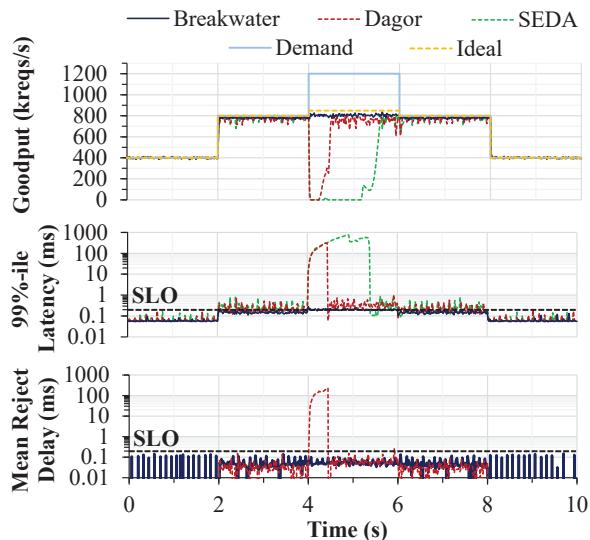 Breakwater Dagor SEDA
Demand Ideal
Goodput (kreqs/s)
1200
1000
800
600
400
200
0
99%-ile
Latency (ms)
1000
100
10
1
0.1
0.01
SLO
Mean Reject
Delay (ms)
1000
100
10
1
0.1
0.01
SLO
0 2 4 6 8 10
Time (s)